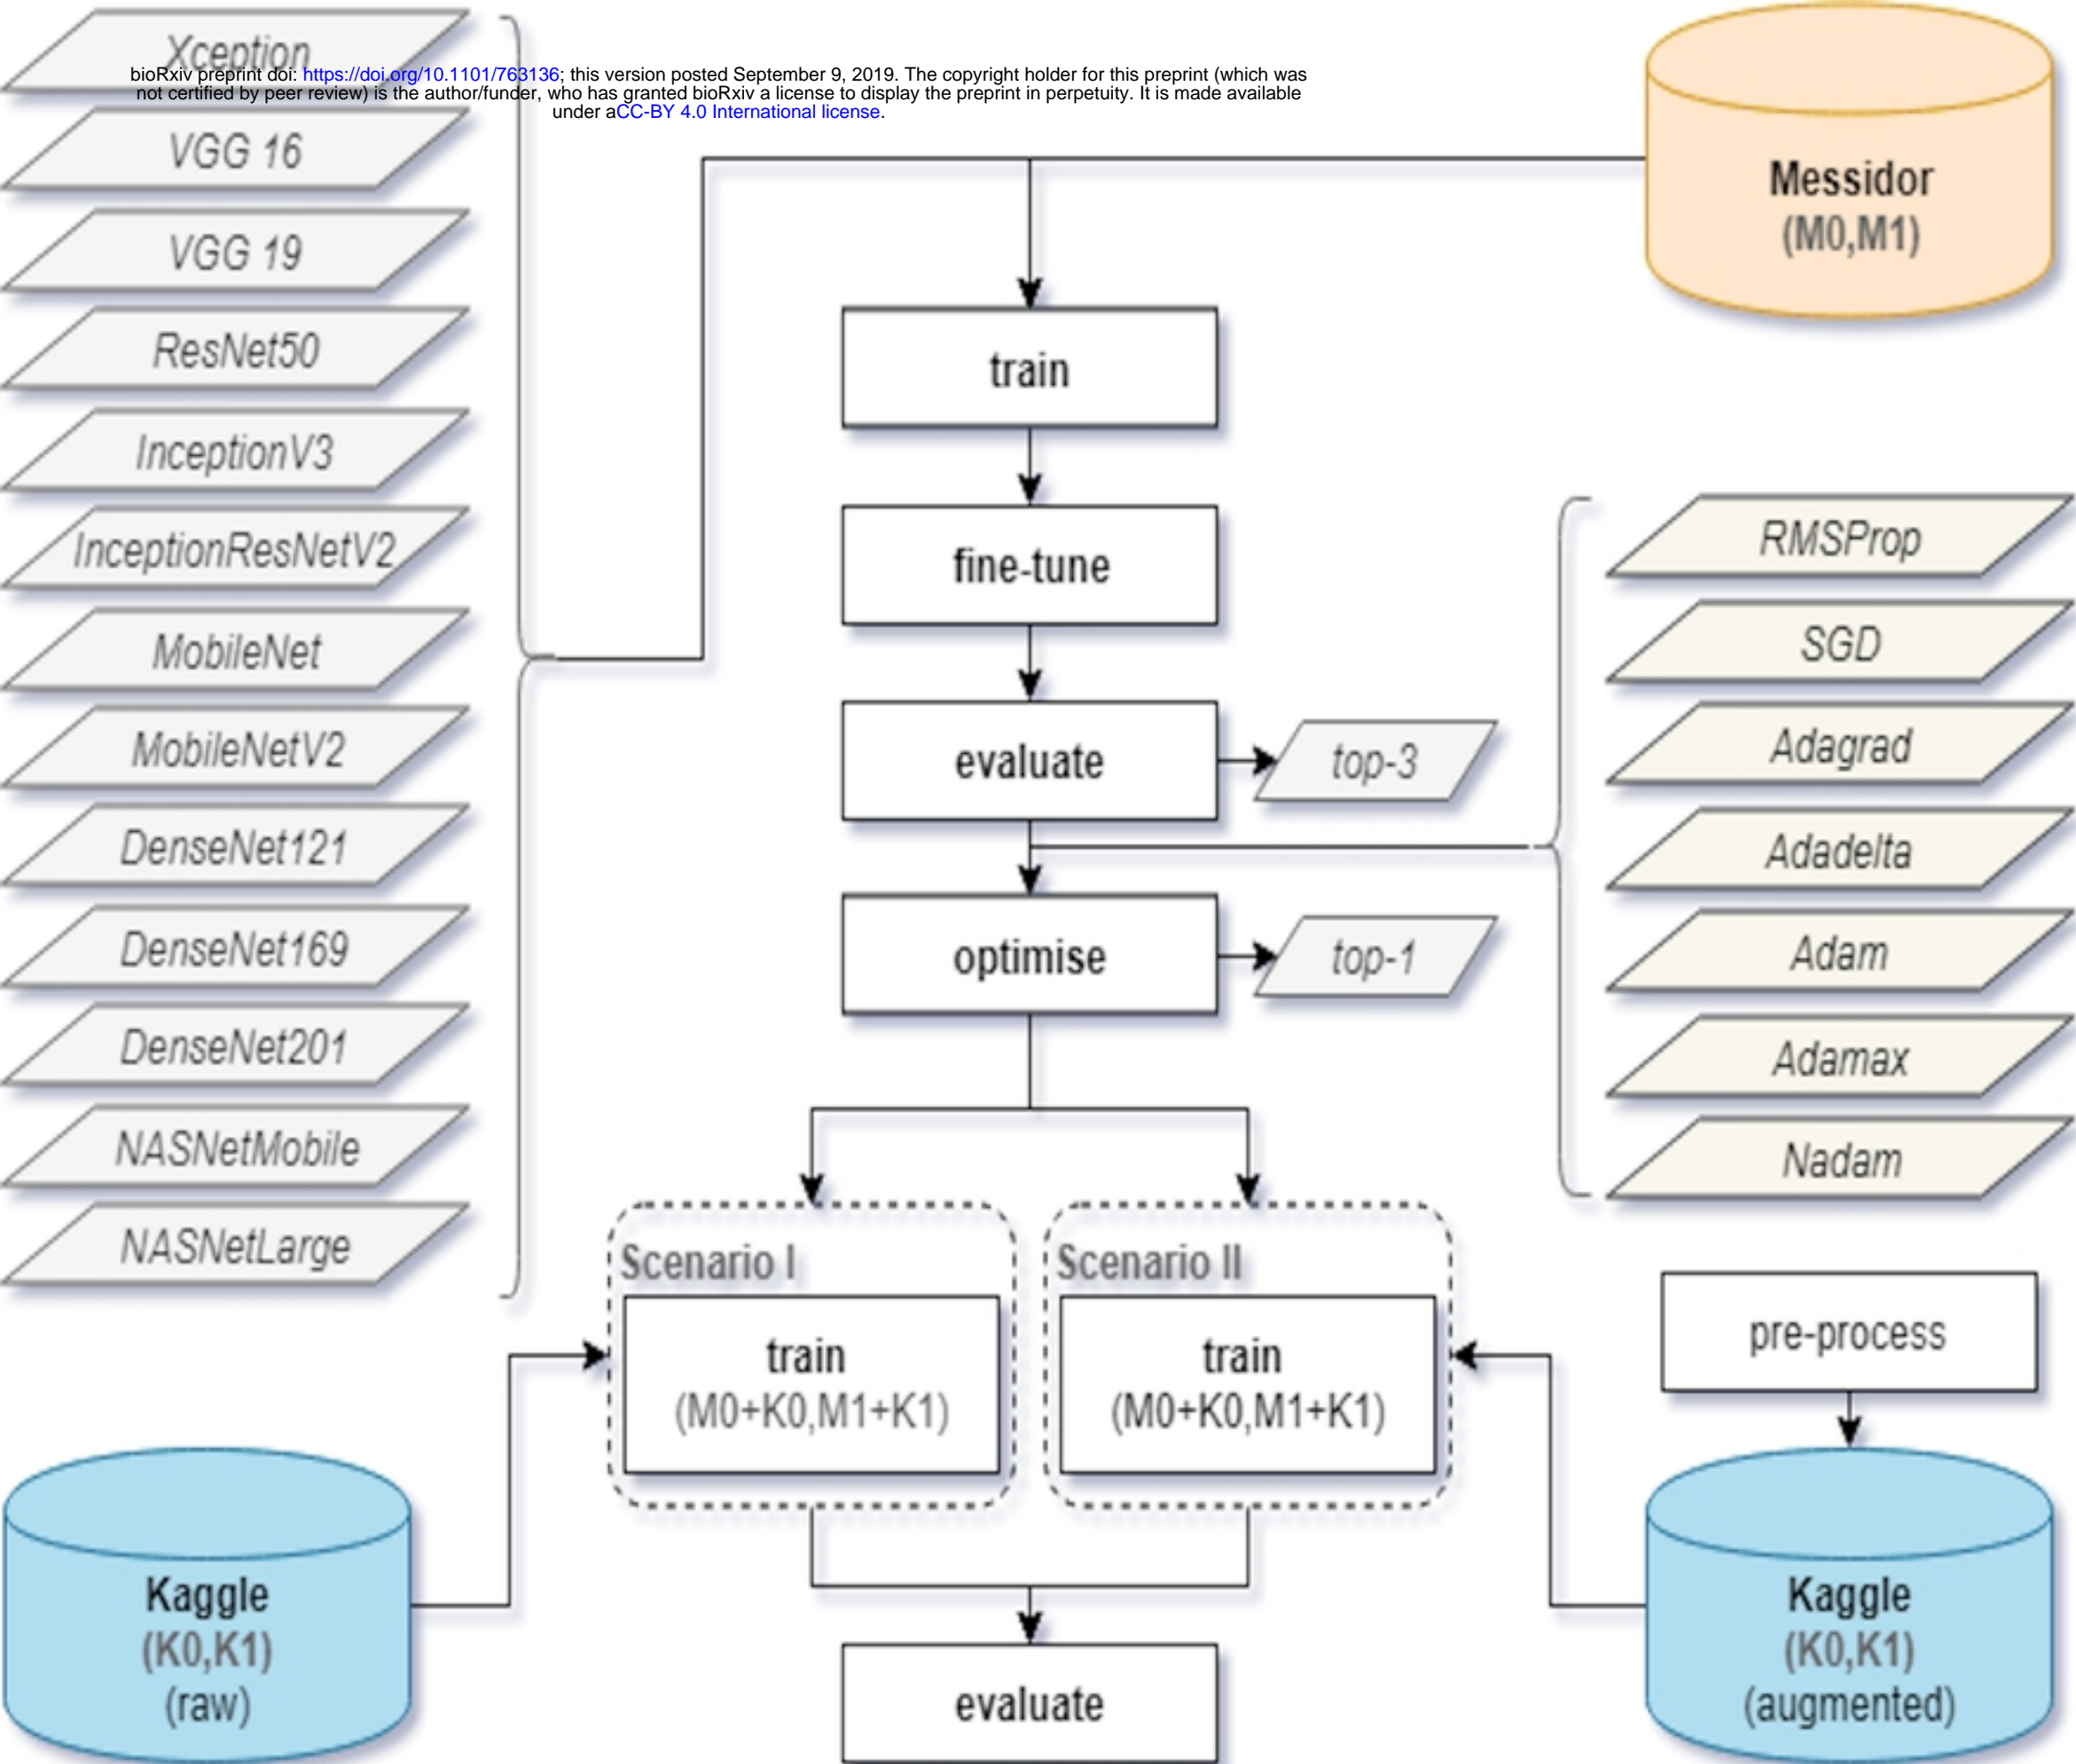 Xception
bioRxiv preprint doi: https://doi.org/10.1101/763136; this version posted September 9, 2019. The copyright holder for this preprint (which was
not certified by peer review) is the author/funder, who has granted bioRxiv a license to display the preprint in perpetuity. It is made available
under aCC-BY 4.0 International license.
VGG 16
VGG 19
ResNet50
InceptionV3
InceptionResNetV2
MobileNet
MobileNetV2
DenseNet121
DenseNet169
DenseNet201
NASNetMobile
NASNetLarge
Messidor
(M0,M1)
train
fine-tune
evaluate
top-3
optimise
top-1
RMSProp
SGD
Adagrad
Adadelta
Adam
Adamax
Nadam
Scenario I
train
(M0+K0,M1+K1)
Scenario II
train
(M0+K0,M1+K1)
pre-process
Kaggle
(K0,K1)
(raw)
evaluate
Kaggle
(K0,K1)
(augmented)